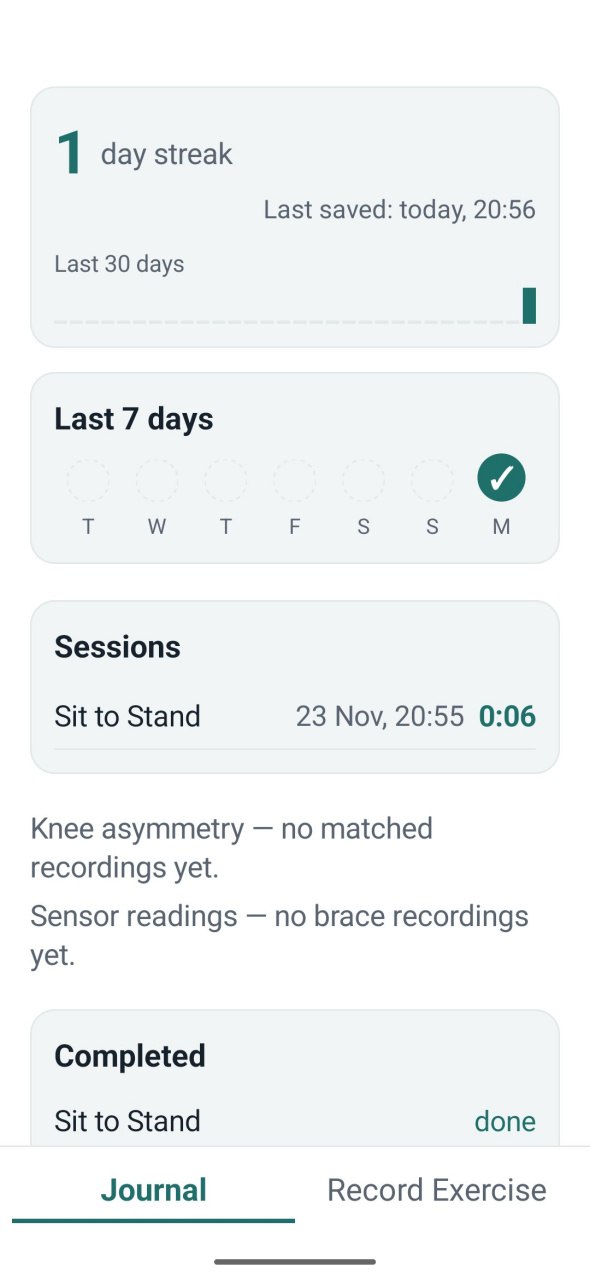 1 day streak
Last saved: today, 20:56
Last 30 days
Last 7 days
✓
T W T F S S M
Sessions
Sit to Stand 23 Nov, 20:55 0:06
Knee asymmetry — no matched
recordings yet.
Sensor readings — no brace recordings
yet.
Completed
Sit to Stand done
Journal Record Exercise